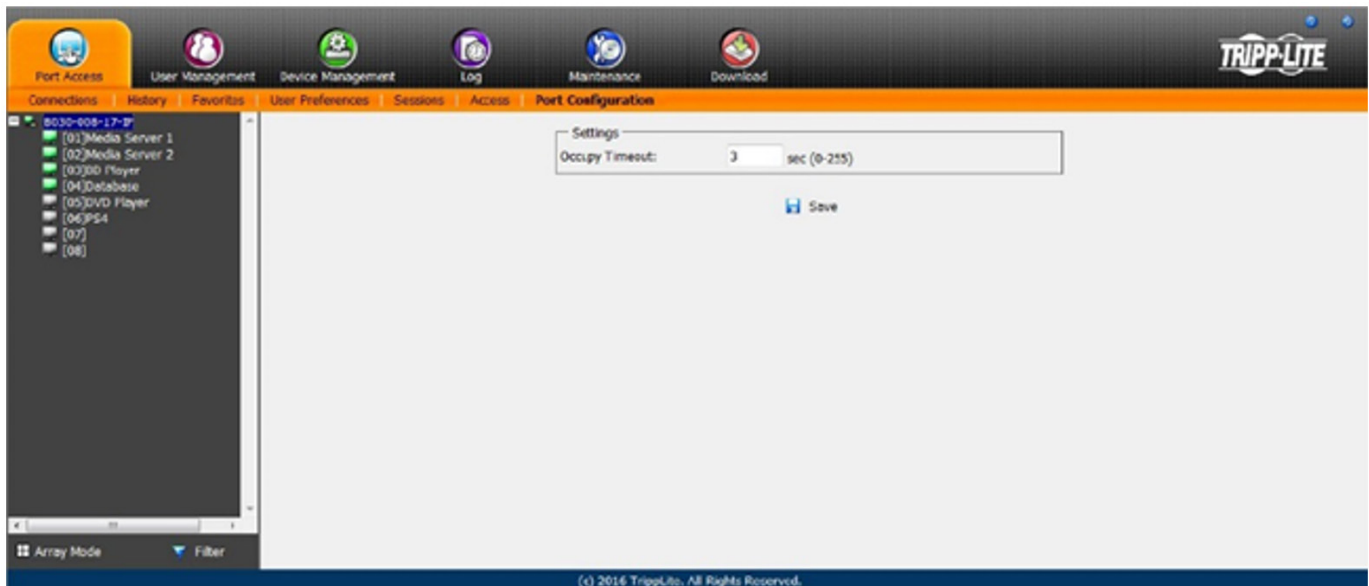 Port Access User Management Device Management Log Maintenance Download
TRIPP·LITE
Connections | History | Favorites | User Preferences | Sessions | Access | Port Configuration
B030-008-17-IP
[01]Media Server 1
[02]Media Server 2
[03]BD Player
[04]Database
[05]DVD Player
[06]PS4
[07]
[08]
Settings
Occupy Timeout: 3 sec (0-255)
Save
Array Mode Filter
(c) 2016 TrippLite. All Rights Reserved.